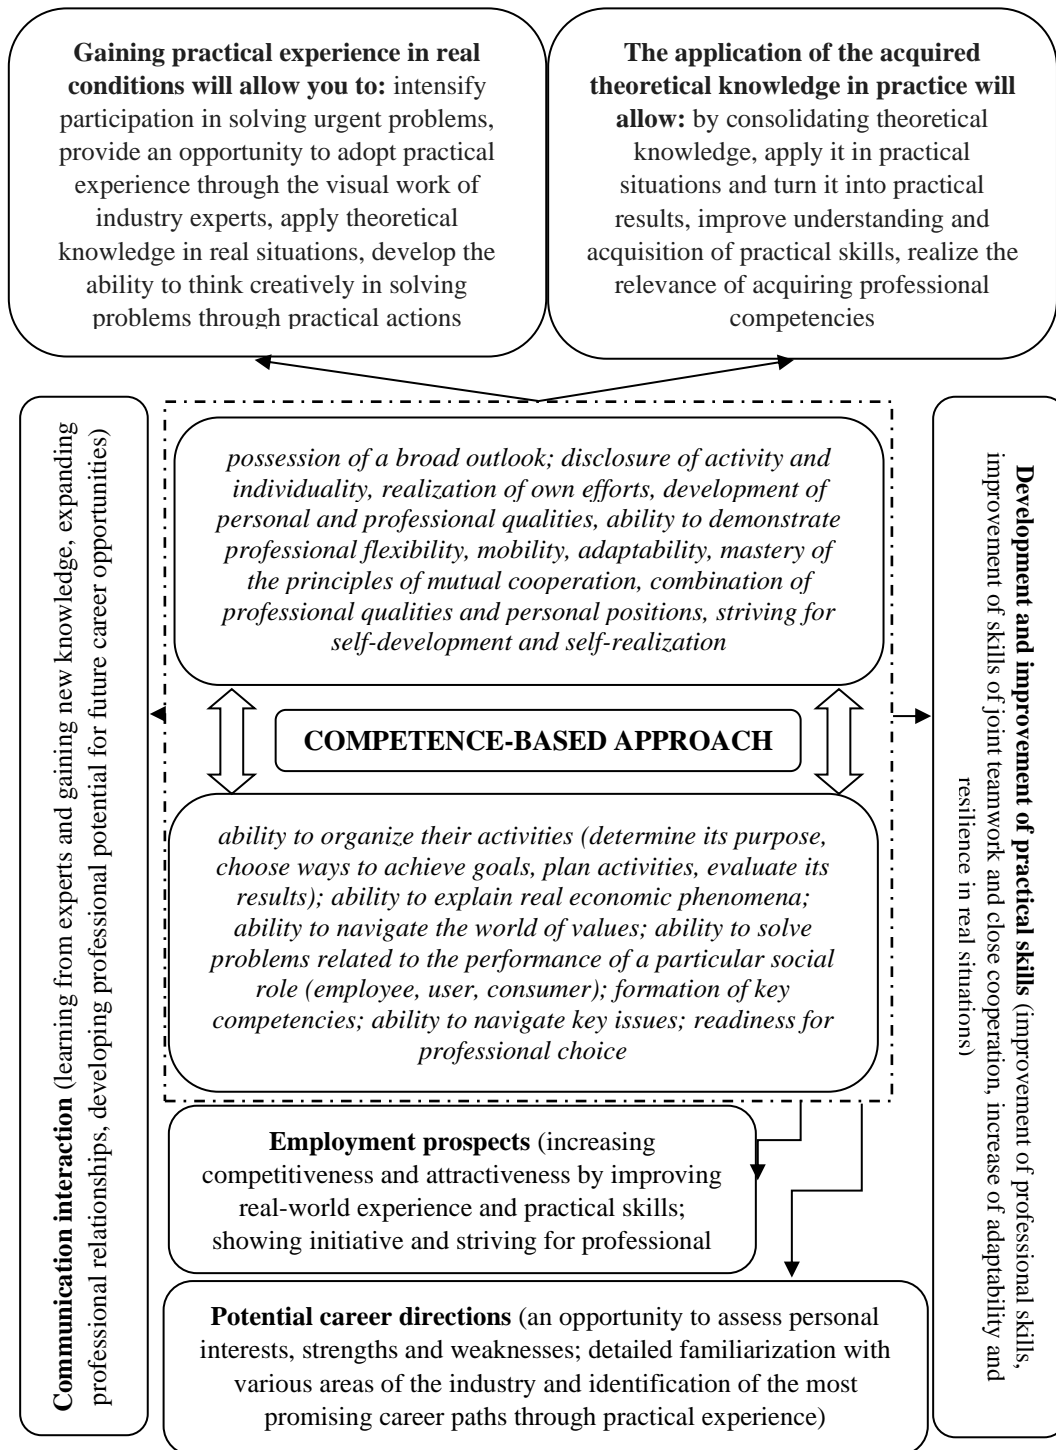 Gaining practical experience in real
conditions will allow you to: intensify
participation in solving urgent problems,
provide an opportunity to adopt practical
experience through the visual work of
industry experts, apply theoretical
knowledge in real situations, develop the
ability to think creatively in solving
problems through practical actions
The application of the acquired
theoretical knowledge in practice will
allow: by consolidating theoretical
knowledge, apply it in practical
situations and turn it into practical
results, improve understanding and
acquisition of practical skills, realize the
relevance of acquiring professional
competencies
Communication interaction (learning from experts and gaining new knowledge, expanding
professional relationships, developing professional potential for future career opportunities)
possession of a broad outlook; disclosure of activity and
individuality, realization of own efforts, development of
personal and professional qualities, ability to demonstrate
professional flexibility, mobility, adaptability, mastery of
the principles of mutual cooperation, combination of
professional qualities and personal positions, striving for
self-development and self-realization
COMPETENCE-BASED APPROACH
ability to organize their activities (determine its purpose,
choose ways to achieve goals, plan activities, evaluate its
results); ability to explain real economic phenomena;
ability to navigate the world of values; ability to solve
problems related to the performance of a particular social
role (employee, user, consumer); formation of key
competencies; ability to navigate key issues; readiness for
professional choice
Development and improvement of practical skills (improvement of professional skills,
improvement of skills of joint teamwork and close cooperation, increase of adaptability and
resilience in real situations)
Employment prospects (increasing
competitiveness and attractiveness by improving
real-world experience and practical skills;
showing initiative and striving for professional
Potential career directions (an opportunity to assess personal
interests, strengths and weaknesses; detailed familiarization with
various areas of the industry and identification of the most
promising career paths through practical experience)